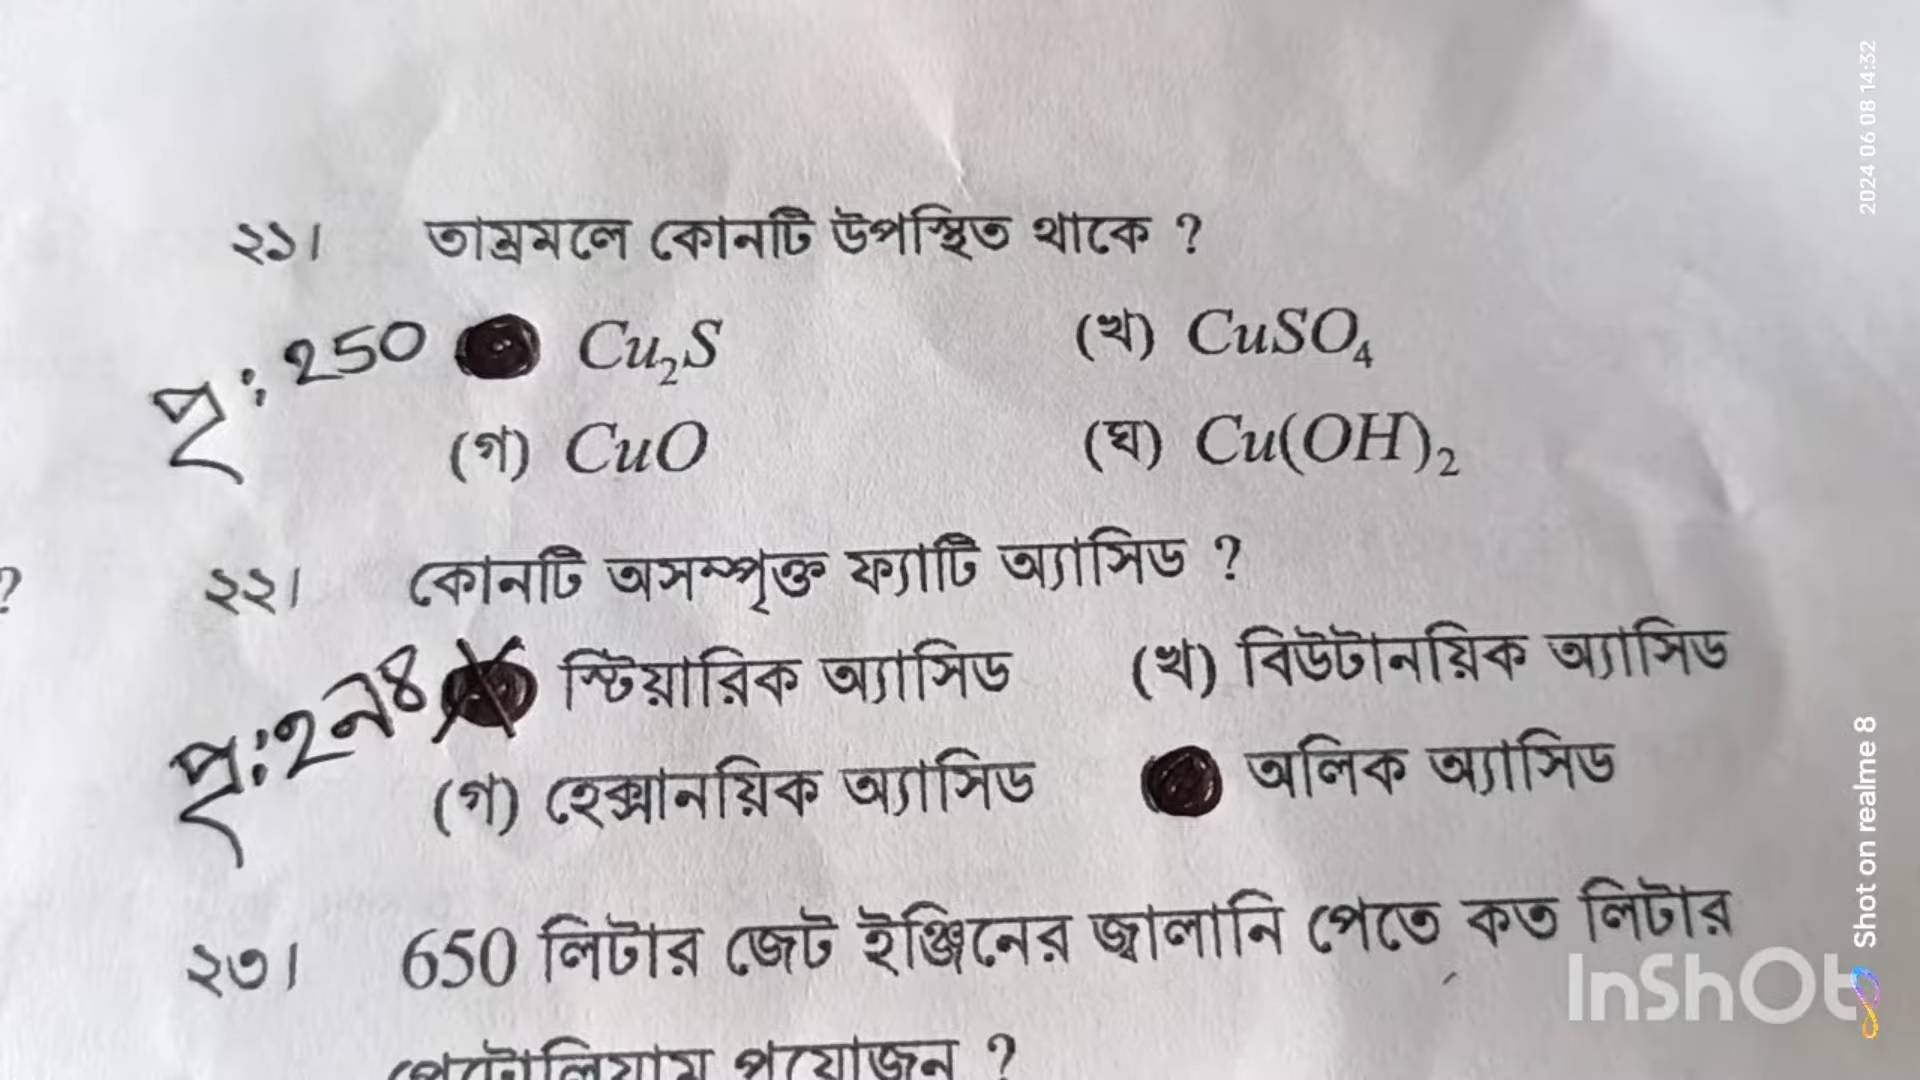 ২১। তাম্রমলে কোনটি উপস্থিত থাকে ?
পৃ: 250 Cu₂S (খ) CuSO₄
(গ) CuO (ঘ) Cu(OH)₂
?
২২। কোনটি অসম্পৃক্ত ফ্যাটি অ্যাসিড ?
পৃ: স্টিয়ারিক অ্যাসিড (খ) বিউটানয়িক অ্যাসিড
(গ) হেক্সানয়িক অ্যাসিড অলিক অ্যাসিড
২৩। 650 লিটার জেট ইঞ্জিনের জ্বালানি পেতে কত লিটার
পেট্রোলিয়াম প্রয়োজন ?
2024 06 08 14:32
Shot on realme 8
InShOt